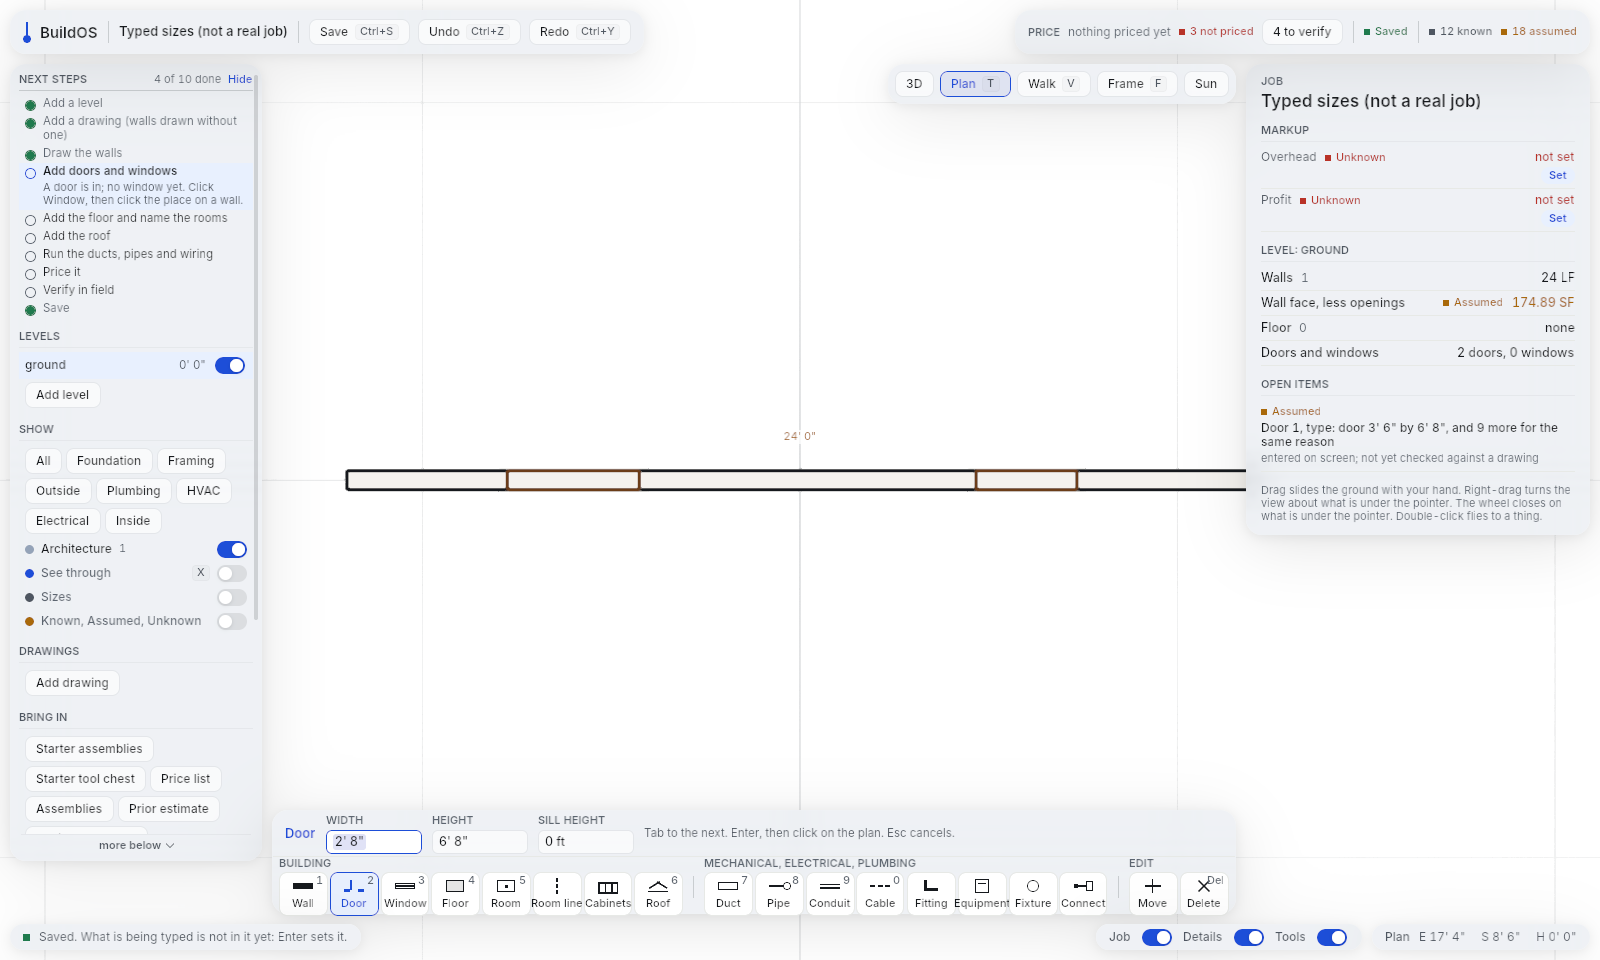 BuildOS
Typed sizes (not a real job)
Save Ctrl+S
Undo Ctrl+Z
Redo Ctrl+Y
PRICE nothing priced yet 3 not priced 4 to verify Saved 12 known 18 assumed
3D
Plan T
Walk V
Frame F
Sun
NEXT STEPS 4 of 10 done Hide
Add a level
Add a drawing (walls drawn without
one)
Draw the walls
Add doors and windows
A door is in; no window yet. Click
Window, then click the place on a wall.
Add the floor and name the rooms
Add the roof
Run the ducts, pipes and wiring
Price it
Verify in field
Save
LEVELS
ground 0' 0"
Add level
SHOW
All Foundation Framing
Outside Plumbing HVAC
Electrical Inside
Architecture 1
See through X
Sizes
Known, Assumed, Unknown
DRAWINGS
Add drawing
BRING IN
Starter assemblies
Starter tool chest Price list
Assemblies Prior estimate
more below
24' 0"
JOB
Typed sizes (not a real job)
MARKUP
Overhead Unknown not set
Set
Profit Unknown not set
Set
LEVEL: GROUND
Walls 1 24 LF
Wall face, less openings Assumed 174.89 SF
Floor 0 none
Doors and windows 2 doors, 0 windows
OPEN ITEMS
Assumed
Door 1, type: door 3' 6" by 6' 8", and 9 more for the
same reason
entered on screen; not yet checked against a drawing
Drag slides the ground with your hand. Right-drag turns the
view about what is under the pointer. The wheel closes on
what is under the pointer. Double-click flies to a thing.
WIDTH HEIGHT SILL HEIGHT
Door 2' 8" 6' 8" 0 ft Tab to the next. Enter, then click on the plan. Esc cancels.
BUILDING MECHANICAL, ELECTRICAL, PLUMBING EDIT
1 2 3 4 5 6 7 8 9 0 Del
Wall Door Window Floor Room Room line Cabinets Roof Duct Pipe Conduit Cable Fitting Equipment Fixture Connect Move Delete
Saved. What is being typed is not in it yet: Enter sets it.
Job Details Tools
Plan E 17' 4" S 8' 6" H 0' 0"